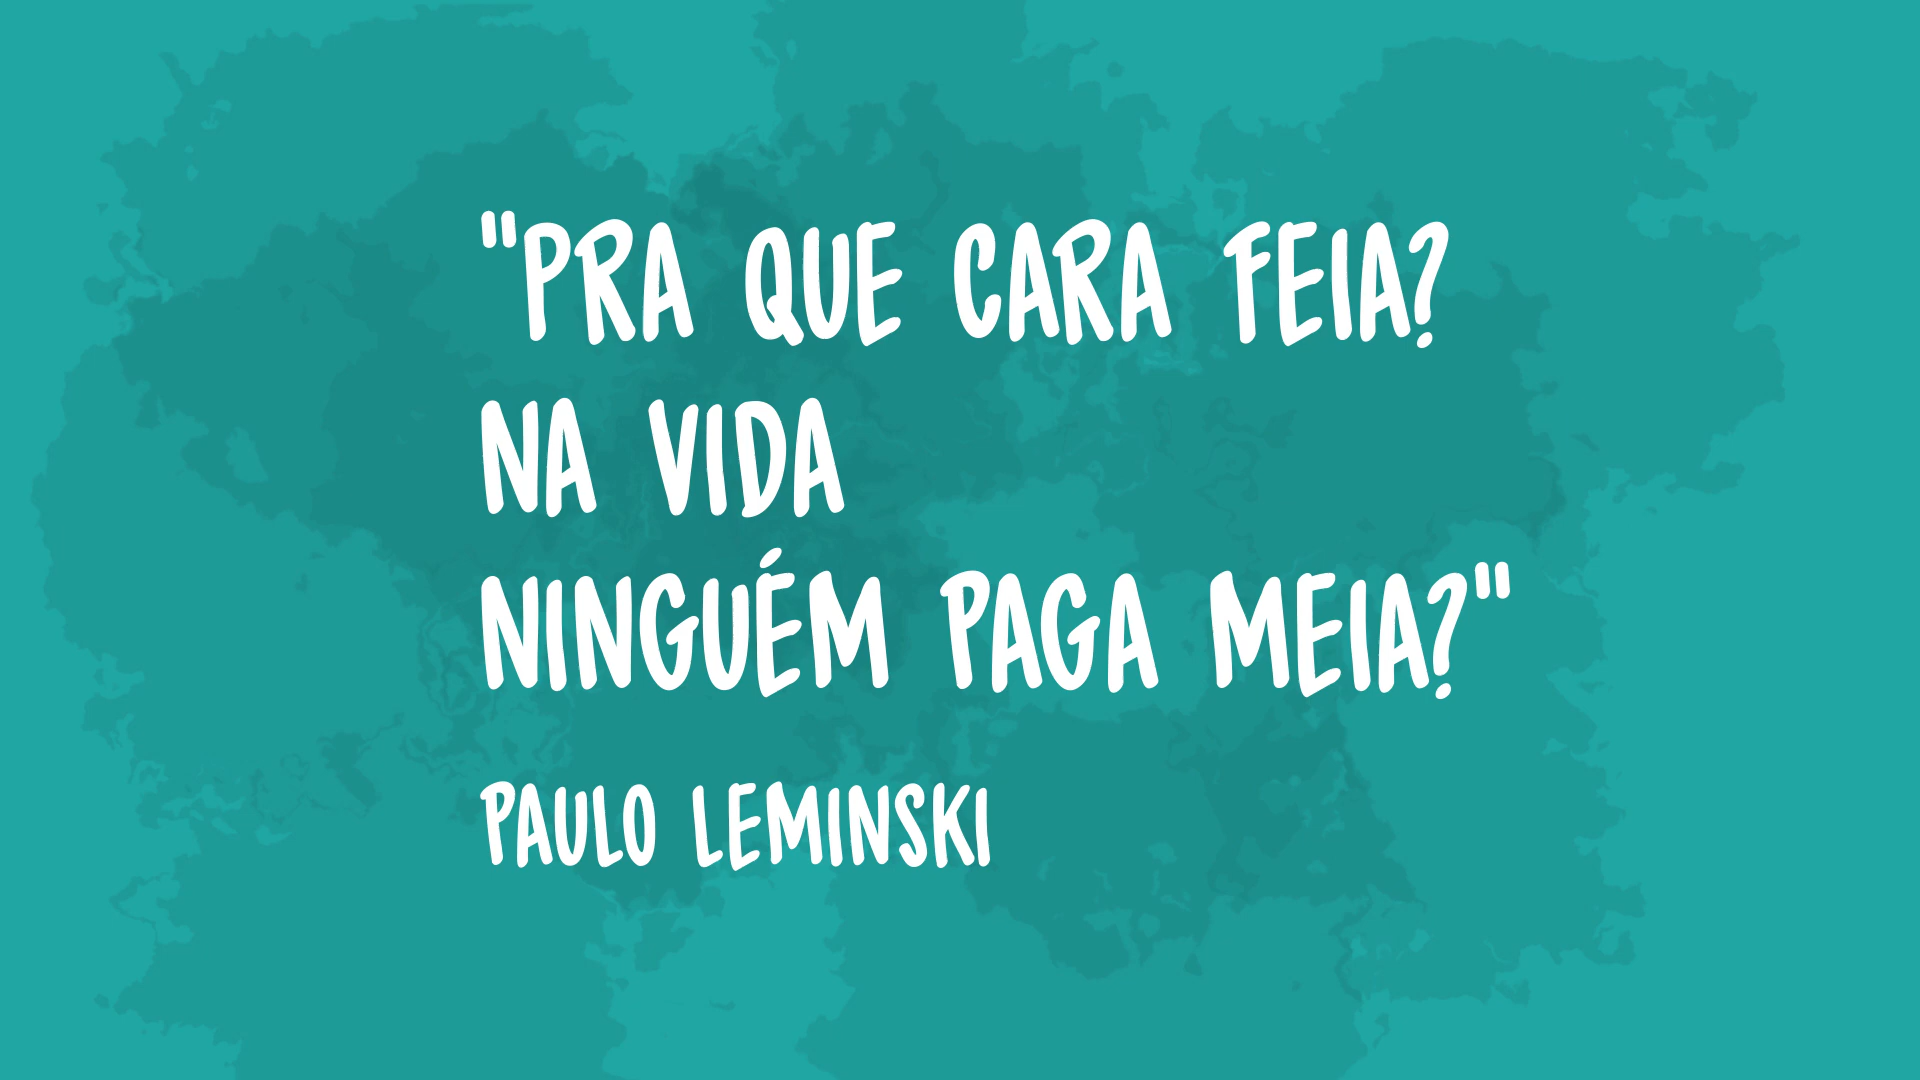 "PRA QUE CARA FEIA?
NA VIDA
NINGUÉM PAGA MEIA?"
PAULO LEMINSKI